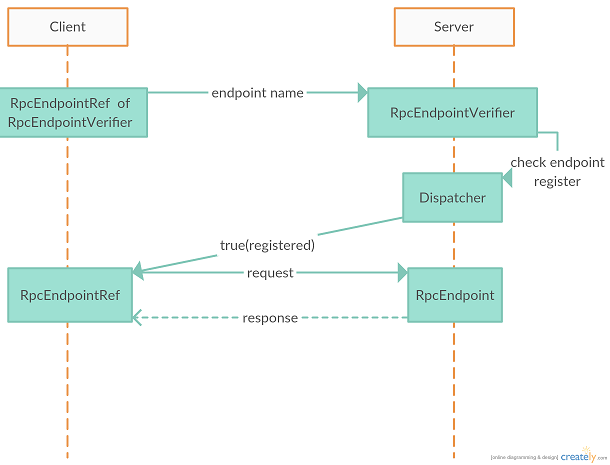 Client
Server
RpcEndpointRef of
RpcEndpointVerifier
endpoint name
RpcEndpointVerifier
check endpoint
register
Dispatcher
true(registered)
request
RpcEndpointRef
RpcEndpoint
response
[online diagramming & design] creately.com